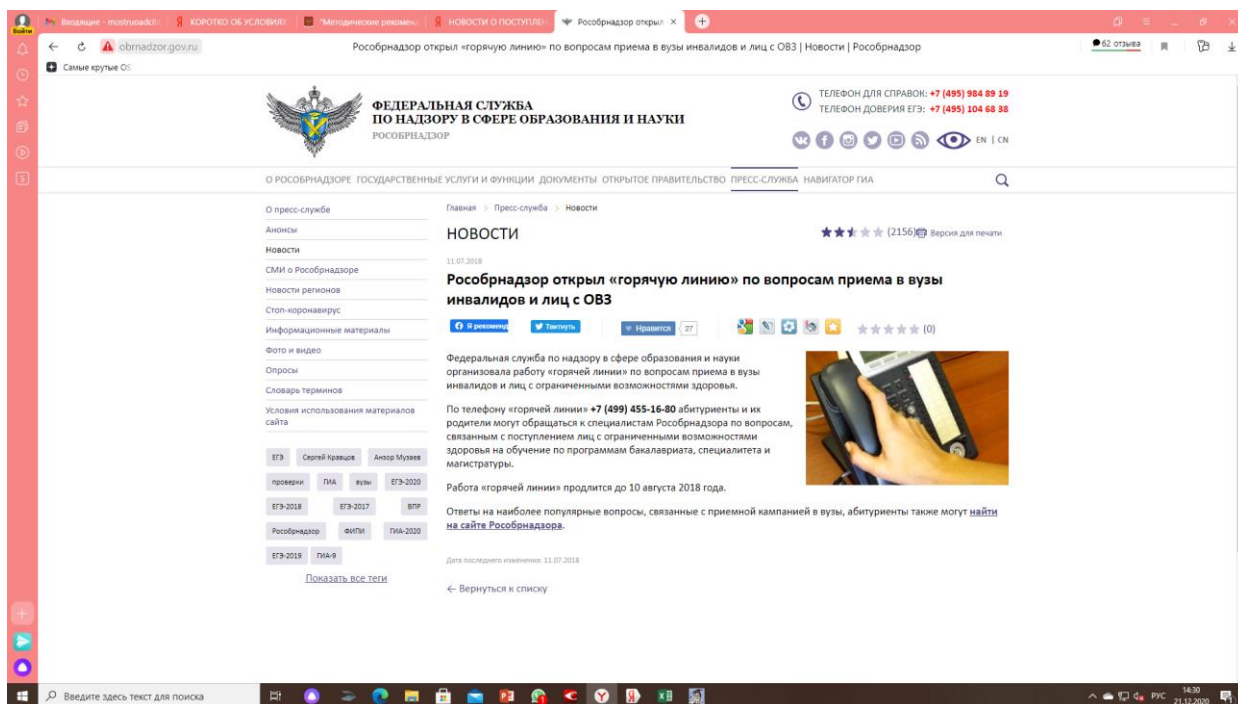 Входящие - mostruoadcii
КОРОТКО ОБ УСЛОВИЯХ
"Методические рекоменд
НОВОСТИ О ПОСТУПЛЕН
Рособрнадзор открыл
Войти
obrnadzor.gov.ru
Рособрнадзор открыл «горячую линию» по вопросам приема в вузы инвалидов и лиц с ОВЗ | Новости | Рособрнадзор
62 отзыва
Самые крутые OS
ФЕДЕРАЛЬНАЯ СЛУЖБА
ПО НАДЗОРУ В СФЕРЕ ОБРАЗОВАНИЯ И НАУКИ
РОСОБРНАДЗОР
ТЕЛЕФОН ДЛЯ СПРАВОК: +7 (495) 984 89 19
ТЕЛЕФОН ДОВЕРИЯ ЕГЭ: +7 (495) 104 68 38
EN | CN
О РОСОБРНАДЗОРЕ ГОСУДАРСТВЕННЫЕ УСЛУГИ И ФУНКЦИИ ДОКУМЕНТЫ ОТКРЫТОЕ ПРАВИТЕЛЬСТВО ПРЕСС-СЛУЖБА НАВИГАТОР ГИА
О пресс-службе
Анонсы
Новости
СМИ о Рособрнадзоре
Новости регионов
Стоп-коронавирус
Информационные материалы
Фото и видео
Опросы
Словарь терминов
Условия использования материалов
сайта
ЕГЭ Сергей Кравцов Анзор Музаев
проверки ГИА вузы ЕГЭ-2020
ЕГЭ-2018 ЕГЭ-2017 ВПР
Рособрнадзор ФИПИ ГИА-2020
ЕГЭ-2019 ГИА-9
Показать все теги
Главная > Пресс-служба > Новости
НОВОСТИ
(2156) Версия для печати
11.07.2018
Рособрнадзор открыл «горячую линию» по вопросам приема в вузы
инвалидов и лиц с ОВЗ
Я рекоменд
Твитнуть
Нравится 27
(0)
Федеральная служба по надзору в сфере образования и науки
организовала работу «горячей линии» по вопросам приема в вузы
инвалидов и лиц с ограниченными возможностями здоровья.
По телефону «горячей линии» +7 (499) 455-16-80 абитуриенты и их
родители могут обращаться к специалистам Рособрнадзора по вопросам,
связанным с поступлением лиц с ограниченными возможностями
здоровья на обучение по программам бакалавриата, специалитета и
магистратуры.
Работа «горячей линии» продлится до 10 августа 2018 года.
Ответы на наиболее популярные вопросы, связанные с приемной кампанией в вузы, абитуриенты также могут найти
на сайте Рособрнадзора.
Дата последнего изменения: 11.07.2018
← Вернуться к списку
Введите здесь текст для поиска
РУС
14:30
21.12.2020